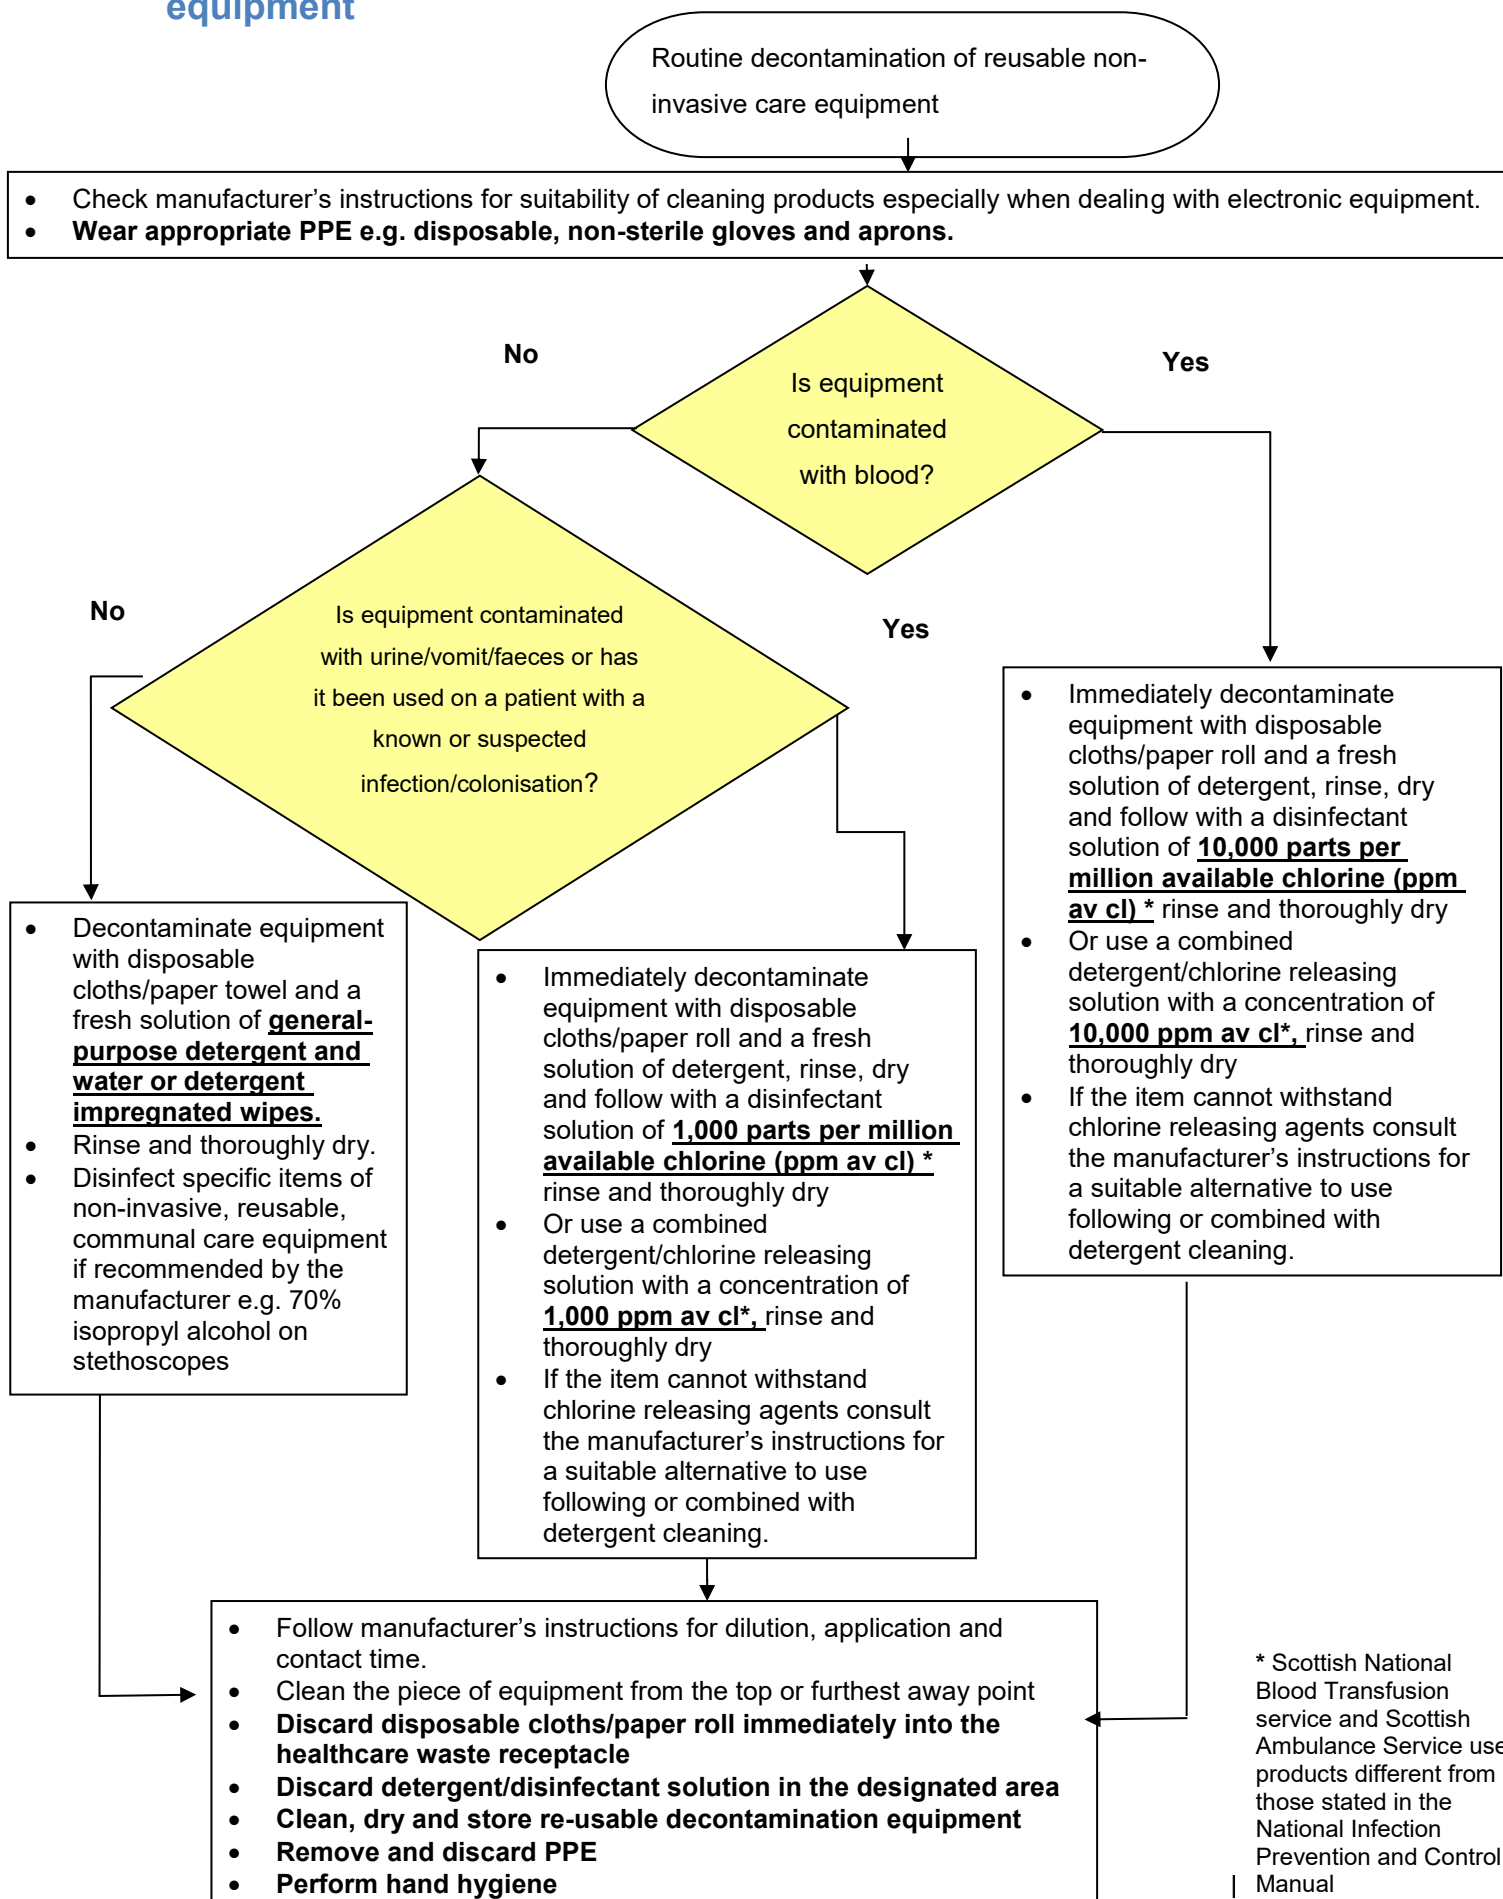 equipment
Routine decontamination of reusable non-
invasive care equipment
• Check manufacturer’s instructions for suitability of cleaning products especially when dealing with electronic equipment.
• Wear appropriate PPE e.g. disposable, non-sterile gloves and aprons.
No
Yes
Is equipment
contaminated
with blood?
No
Yes
Is equipment contaminated
with urine/vomit/faeces or has
it been used on a patient with a
known or suspected
infection/colonisation?
• Decontaminate equipment
with disposable
cloths/paper towel and a
fresh solution of general-
purpose detergent and
water or detergent
impregnated wipes.
• Rinse and thoroughly dry.
• Disinfect specific items of
non-invasive, reusable,
communal care equipment
if recommended by the
manufacturer e.g. 70%
isopropyl alcohol on
stethoscopes
• Immediately decontaminate
equipment with disposable
cloths/paper roll and a fresh
solution of detergent, rinse, dry
and follow with a disinfectant
solution of 1,000 parts per million
available chlorine (ppm av cl) *
rinse and thoroughly dry
• Or use a combined
detergent/chlorine releasing
solution with a concentration of
1,000 ppm av cl*, rinse and
thoroughly dry
• If the item cannot withstand
chlorine releasing agents consult
the manufacturer’s instructions for
a suitable alternative to use
following or combined with
detergent cleaning.
• Immediately decontaminate
equipment with disposable
cloths/paper roll and a fresh
solution of detergent, rinse, dry
and follow with a disinfectant
solution of 10,000 parts per
million available chlorine (ppm
av cl) * rinse and thoroughly dry
• Or use a combined
detergent/chlorine releasing
solution with a concentration of
10,000 ppm av cl*, rinse and
thoroughly dry
• If the item cannot withstand
chlorine releasing agents consult
the manufacturer’s instructions for
a suitable alternative to use
following or combined with
detergent cleaning.
• Follow manufacturer’s instructions for dilution, application and
contact time.
• Clean the piece of equipment from the top or furthest away point
• Discard disposable cloths/paper roll immediately into the
healthcare waste receptacle
• Discard detergent/disinfectant solution in the designated area
• Clean, dry and store re-usable decontamination equipment
• Remove and discard PPE
• Perform hand hygiene
* Scottish National
Blood Transfusion
service and Scottish
Ambulance Service use
products different from
those stated in the
National Infection
Prevention and Control
Manual